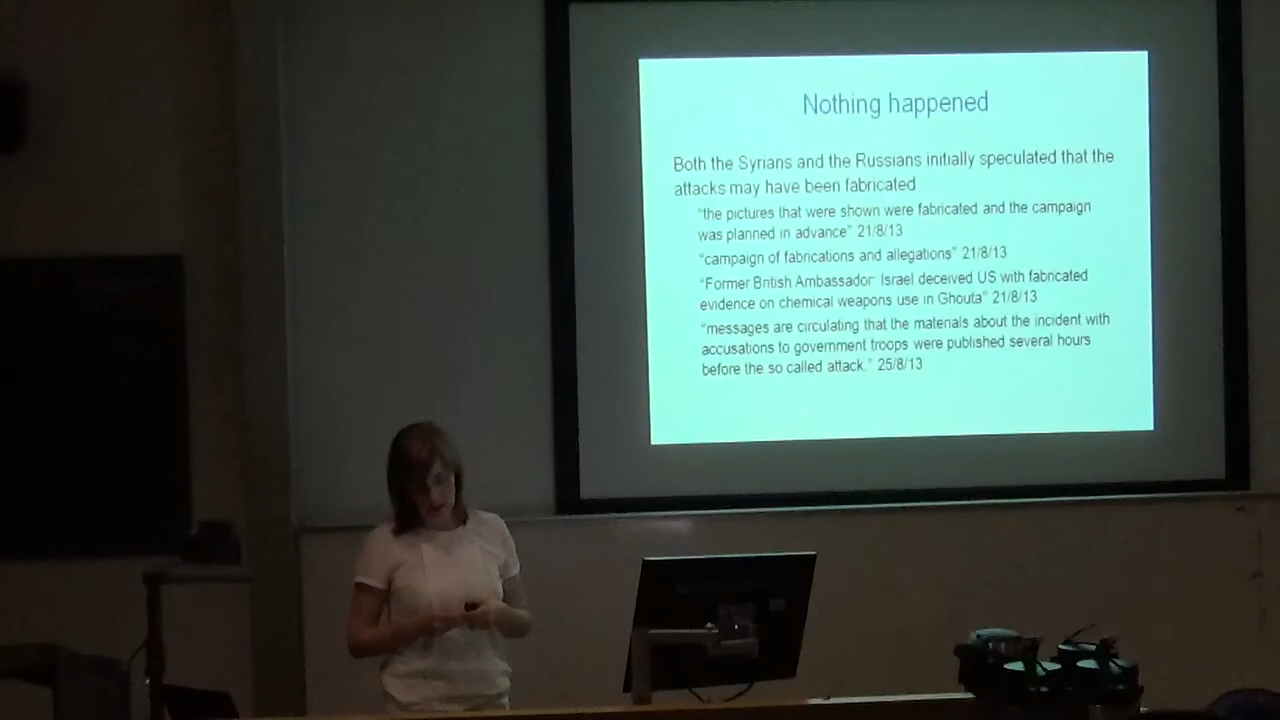 Nothing happened
Both the Syrians and the Russians initially speculated that the
attacks may have been fabricated
"the pictures that were shown were fabricated and the campaign
was planned in advance" 21/8/13
"campaign of fabrications and allegations" 21/8/13
"Former British Ambassador: Israel deceived US with fabricated
evidence on chemical weapons use in Ghouta" 21/8/13
"messages are circulating that the materials about the incident with
accusations to government troops were published several hours
before the so called attack." 25/8/13